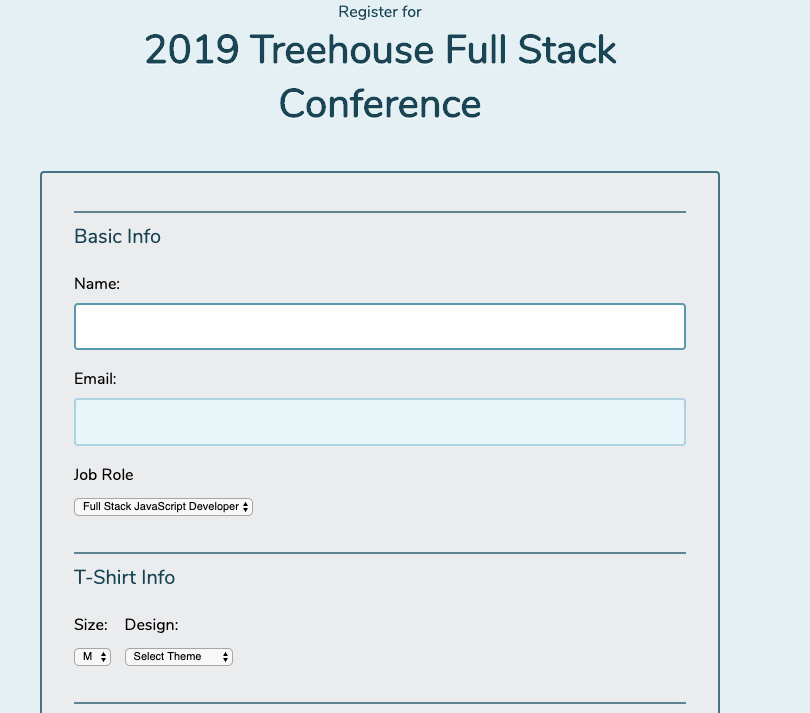 Register for
2019 Treehouse Full Stack
Conference
Basic Info
Name:
Email:
Job Role
Full Stack JavaScript Developer
T-Shirt Info
Size: Design:
M Select Theme